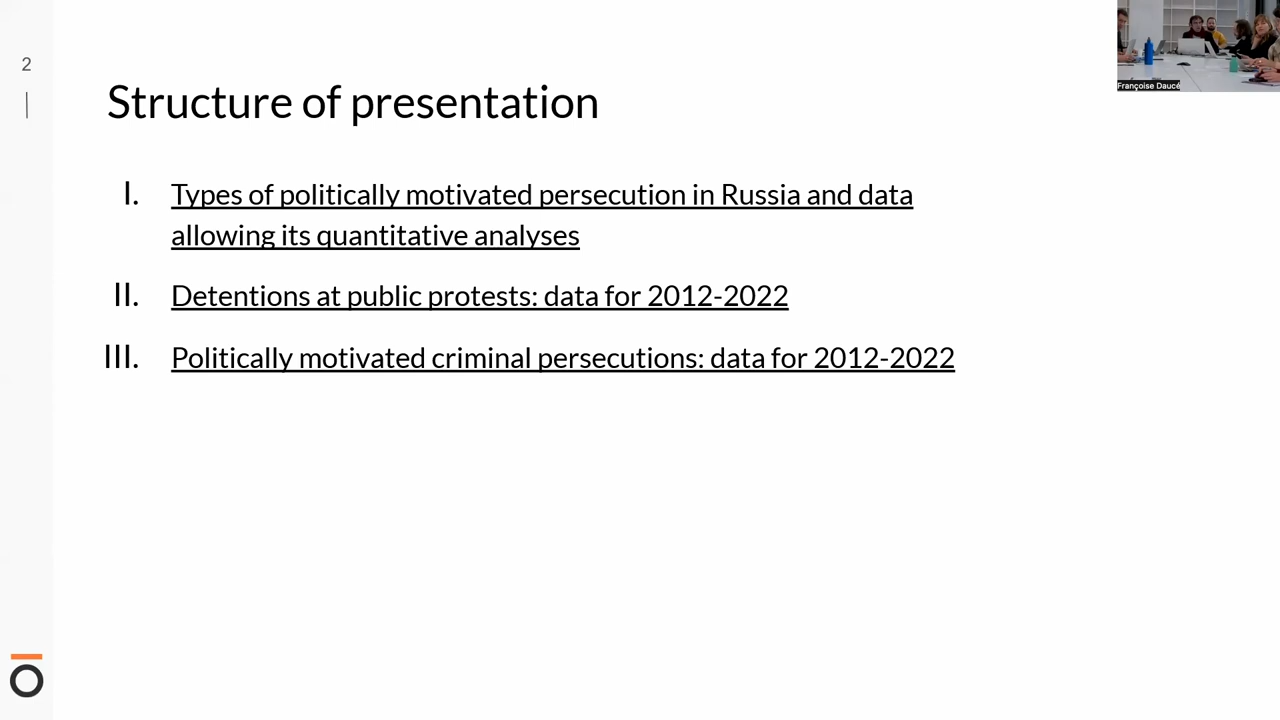 2
Structure of presentation
Françoise Daucé
I. Types of politically motivated persecution in Russia and data
allowing its quantitative analyses
II. Detentions at public protests: data for 2012-2022
III. Politically motivated criminal persecutions: data for 2012-2022